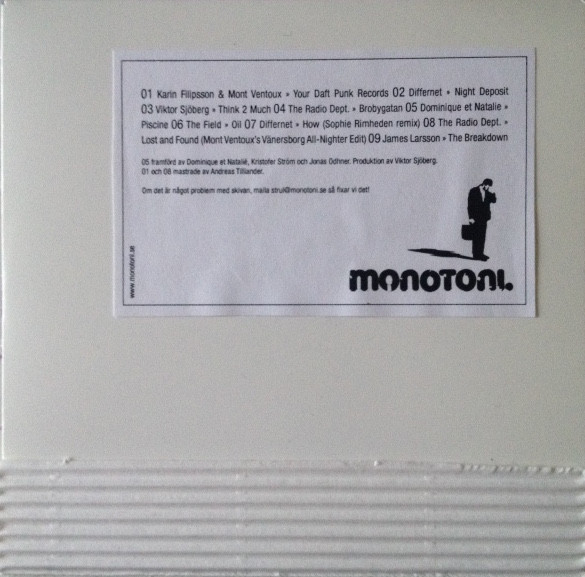 01 Karin Filipsson & Mont Ventoux » Your Daft Punk Records 02 Differnet » Night Deposit
03 Viktor Sjöberg » Think 2 Much 04 The Radio Dept. » Brobygatan 05 Dominique et Natalie »
Piscine 06 The Field » Oil 07 Differnet » How (Sophie Rimheden remix) 08 The Radio Dept. »
Lost and Found (Mont Ventoux's Vänersborg All-Nighter Edit) 09 James Larsson » The Breakdown
05 framförd av Dominique et Natalié, Kristofer Ström och Jonas Odhner. Produktion av Viktor Sjöberg.
01 och 08 mastrade av Andreas Tilliander.
Om det är något problem med skivan, maila strul@monotoni.se så fixar vi det!
www.monotoni.se
monotoni.